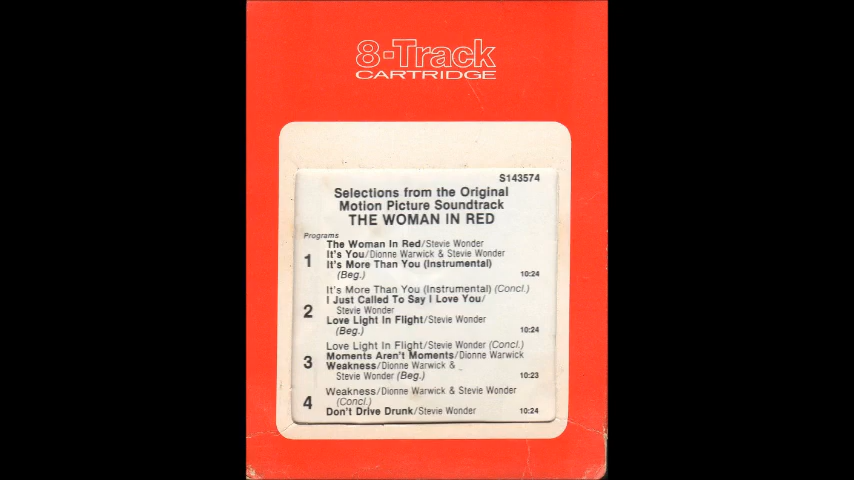 8-Track
CARTRIDGE
S143574
Selections from the Original
Motion Picture Soundtrack
THE WOMAN IN RED
Programs
1
The Woman In Red/Stevie Wonder
It's You/Dionne Warwick & Stevie Wonder
It's More Than You (Instrumental)
(Beg.) 10:24
2
It's More Than You (Instrumental) (Concl.)
I Just Called To Say I Love You/
Stevie Wonder
Love Light In Flight/Stevie Wonder
(Beg.) 10:24
3
Love Light In Flight/Stevie Wonder (Concl.)
Moments Aren't Moments/Dionne Warwick
Weakness/Dionne Warwick &
Stevie Wonder (Beg.) 10:23
4
Weakness/Dionne Warwick & Stevie Wonder
(Concl.)
Don't Drive Drunk/Stevie Wonder 10:24